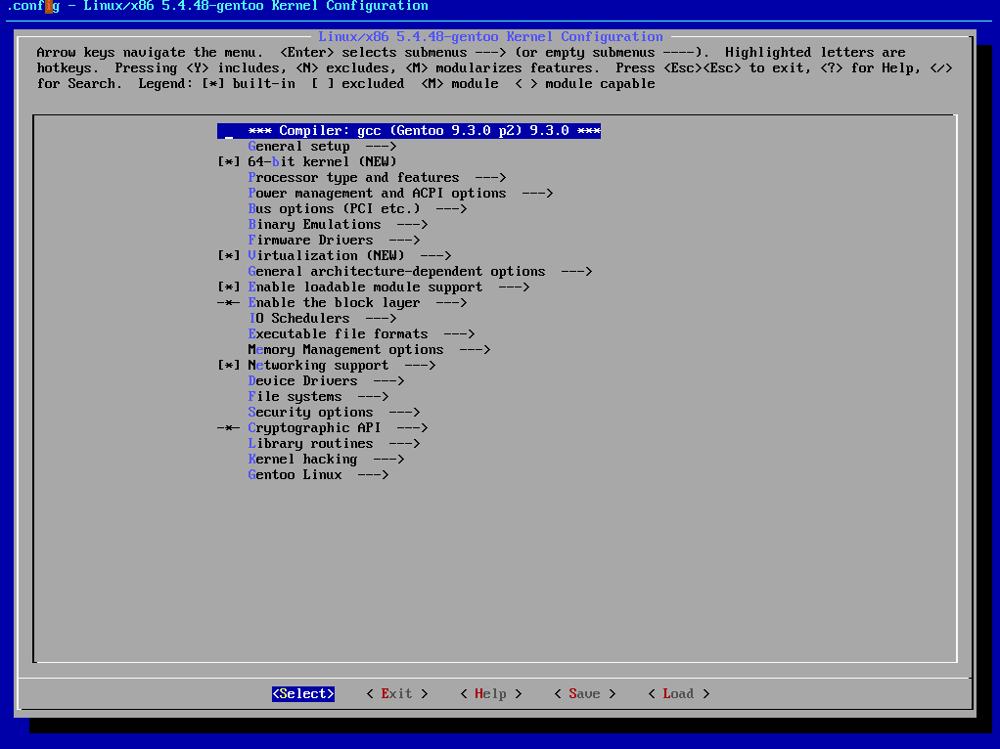 .config - Linux/x86 5.4.48-gentoo Kernel Configuration
Linux/x86 5.4.48-gentoo Kernel Configuration
Arrow keys navigate the menu.  <Enter> selects submenus ---> (or empty submenus ----).  Highlighted letters are
hotkeys.  Pressing <Y> includes, <N> excludes, <M> modularizes features.  Press <Esc><Esc> to exit, <?> for Help, </>
for Search.  Legend: [*] built-in  [ ] excluded  <M> module  < > module capable
*** Compiler: gcc (Gentoo 9.3.0 p2) 9.3.0 ***
General setup  --->
[*] 64-bit kernel (NEW)
Processor type and features  --->
Power management and ACPI options  --->
Bus options (PCI etc.)  --->
Binary Emulations  --->
Firmware Drivers  --->
[*] Virtualization (NEW)  --->
General architecture-dependent options  --->
[*] Enable loadable module support  --->
-*- Enable the block layer  --->
IO Schedulers  --->
Executable file formats  --->
Memory Management options  --->
[*] Networking support  --->
Device Drivers  --->
File systems  --->
Security options  --->
-*- Cryptographic API  --->
Library routines  --->
Kernel hacking  --->
Gentoo Linux  --->
<Select>    < Exit >    < Help >    < Save >    < Load >